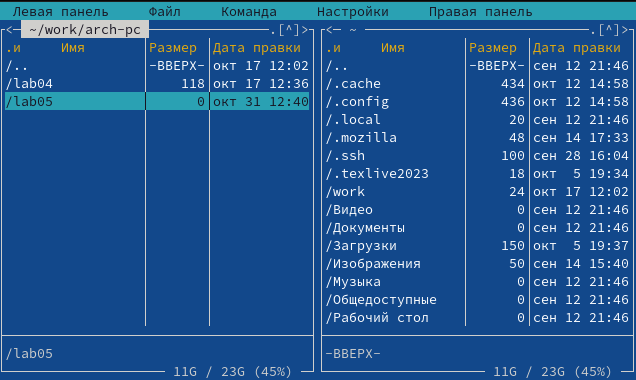 Левая панель Файл Команда Настройки Правая панель
<─ ~/work/arch-pc .[^]>
.и Имя Размер Дата правки
/.. -ВВЕРХ- окт 17 12:02
/lab04 118 окт 17 12:36
/lab05 0 окт 31 12:40
/lab05
11G / 23G (45%)
<─ ~ .[^]>
.и Имя Размер Дата правки
/.. -ВВЕРХ- сен 12 21:46
/.cache 434 окт 12 14:58
/.config 436 окт 12 14:58
/.local 20 сен 12 21:46
/.mozilla 48 сен 14 17:33
/.ssh 100 сен 28 16:04
/.texlive2023 18 окт 5 19:34
/work 24 окт 17 12:02
/Видео 0 сен 12 21:46
/Документы 0 сен 12 21:46
/Загрузки 150 окт 5 19:37
/Изображения 50 сен 14 15:40
/Музыка 0 сен 12 21:46
/Общедоступные 0 сен 12 21:46
/Рабочий стол 0 сен 12 21:46
-ВВЕРХ-
11G / 23G (45%)